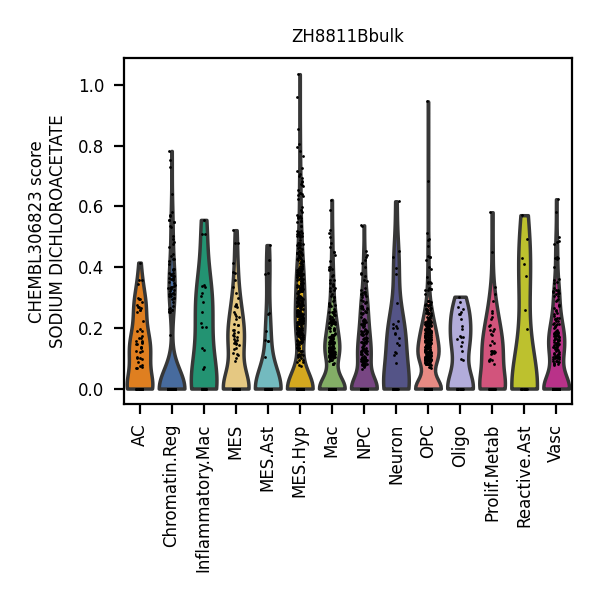 ZH8811Bbulk
CHEMBL306823 score
SODIUM DICHLOROACETATE
1.0
0.8
0.6
0.4
0.2
0.0
AC
Chromatin.Reg
Inflammatory.Mac
MES
MES.Ast
MES.Hyp
Mac
NPC
Neuron
OPC
Oligo
Prolif.Metab
Reactive.Ast
Vasc